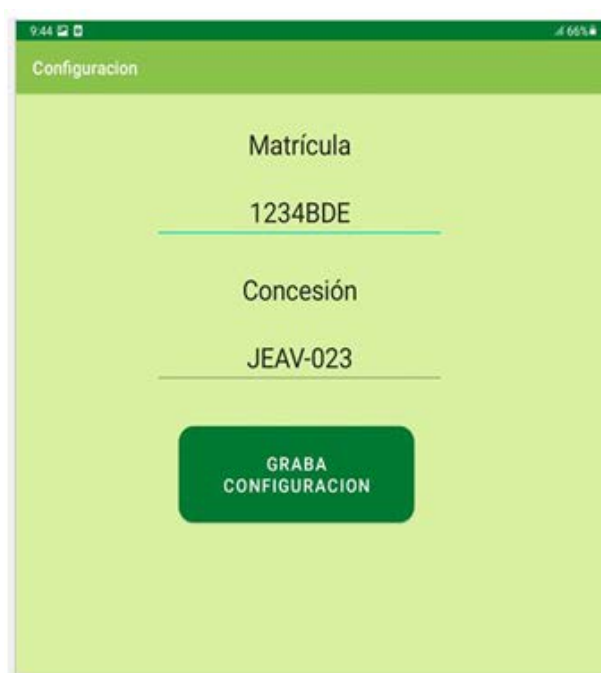 9:44 66%
Configuracion
Matrícula
1234BDE
Concesión
JEAV-023
GRABA
CONFIGURACION